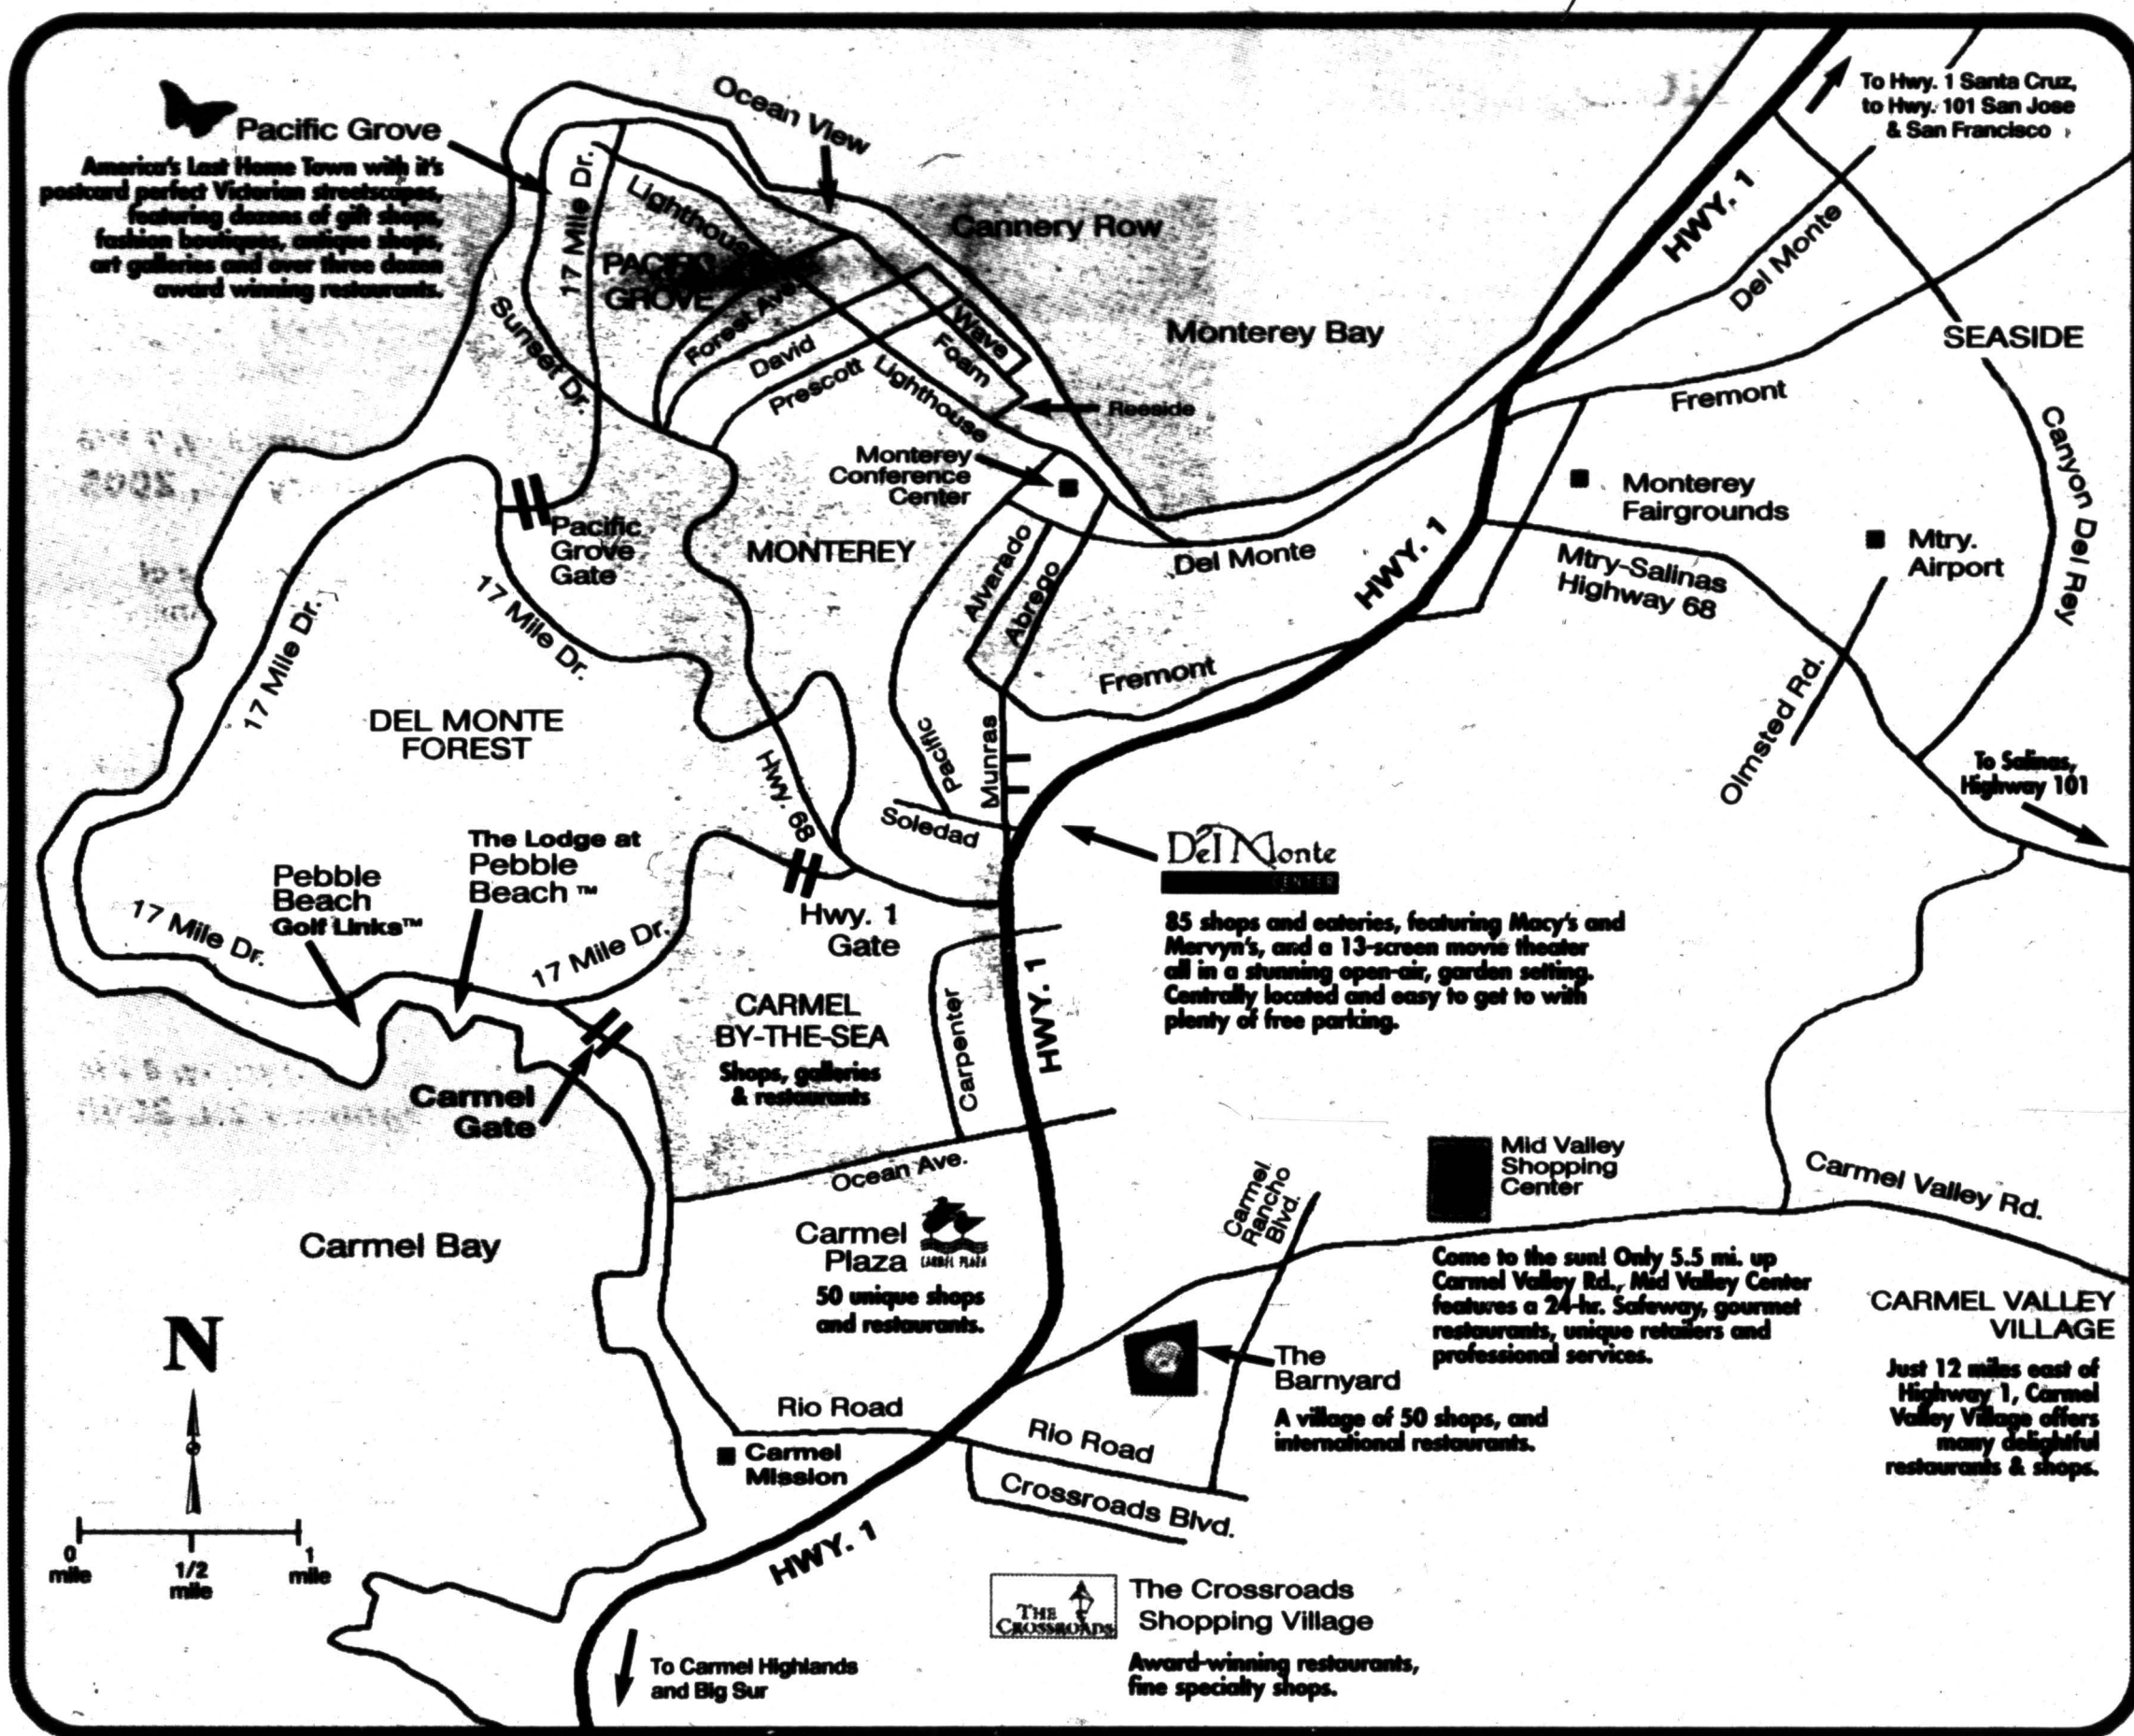 To Hwy. 1 Santa Cruz,
to Hwy. 101 San Jose
& San Francisco
Ocean View
Pacific Grove
America's Last Home Town with it's
postcard perfect Victorian streetscapes,
featuring dozens of gift shops,
fashion boutiques, antique shops,
art galleries and over three dozen
award winning restaurants.
17 Mile Dr.
Lighthouse
PACIFIC
GROVE
Sunset Dr.
Forest Ave.
David
Prescott
Lighthouse
Wave
Foam
Reeside
Cannery Row
Monterey Bay
HWY. 1
Del Monte
SEASIDE
Fremont
Canyon Del Rey
Monterey
Conference
Center
Monterey
Fairgrounds
Mtry.
Airport
Pacific
Grove
Gate
MONTEREY
Alvarado
Abrego
Del Monte
HWY. 1
Mtry-Salinas
Highway 68
17 Mile Dr.
17 Mile Dr.
Fremont
Olmsted Rd.
DEL MONTE
FOREST
Pacific
Munras
Hwy. 68
Soledad
To Salinas,
Highway 101
Del Monte
CENTER
85 shops and eateries, featuring Macy's and
Mervyn's, and a 13-screen movie theater
all in a stunning open-air, garden setting.
Centrally located and easy to get to with
plenty of free parking.
The Lodge at
Pebble
Beach ™
Pebble
Beach
Golf Links™
17 Mile Dr.
17 Mile Dr.
Hwy. 1
Gate
CARMEL
BY-THE-SEA
Shops, galleries
& restaurants
Carpenter
HWY. 1
Carmel
Gate
Ocean Ave.
Carmel
Rancho
Blvd.
Mid Valley
Shopping
Center
Carmel Valley Rd.
Come to the sun! Only 5.5 mi. up
Carmel Valley Rd., Mid Valley Center
features a 24-hr. Safeway, gourmet
restaurants, unique retailers and
professional services.
Carmel Bay
Carmel
Plaza
CARMEL PLAZA
50 unique shops
and restaurants.
CARMEL VALLEY
VILLAGE
Just 12 miles east of
Highway 1, Carmel
Valley Village offers
many delightful
restaurants & shops.
The
Barnyard
A village of 50 shops, and
international restaurants.
N
Rio Road
Rio Road
Carmel
Mission
Crossroads Blvd.
HWY. 1
0
mile
1/2
mile
1
mile
THE
CROSSROADS
The Crossroads
Shopping Village
Award-winning restaurants,
fine specialty shops.
To Carmel Highlands
and Big Sur